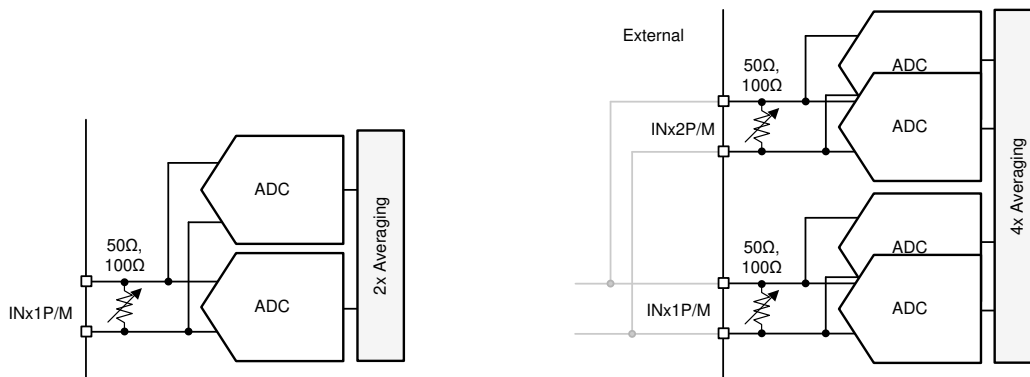 50Ω,
100Ω
INx1P/M
ADC
ADC
2x Averaging
External
50Ω,
100Ω
INx2P/M
ADC
ADC
50Ω,
100Ω
INx1P/M
ADC
ADC
4x Averaging